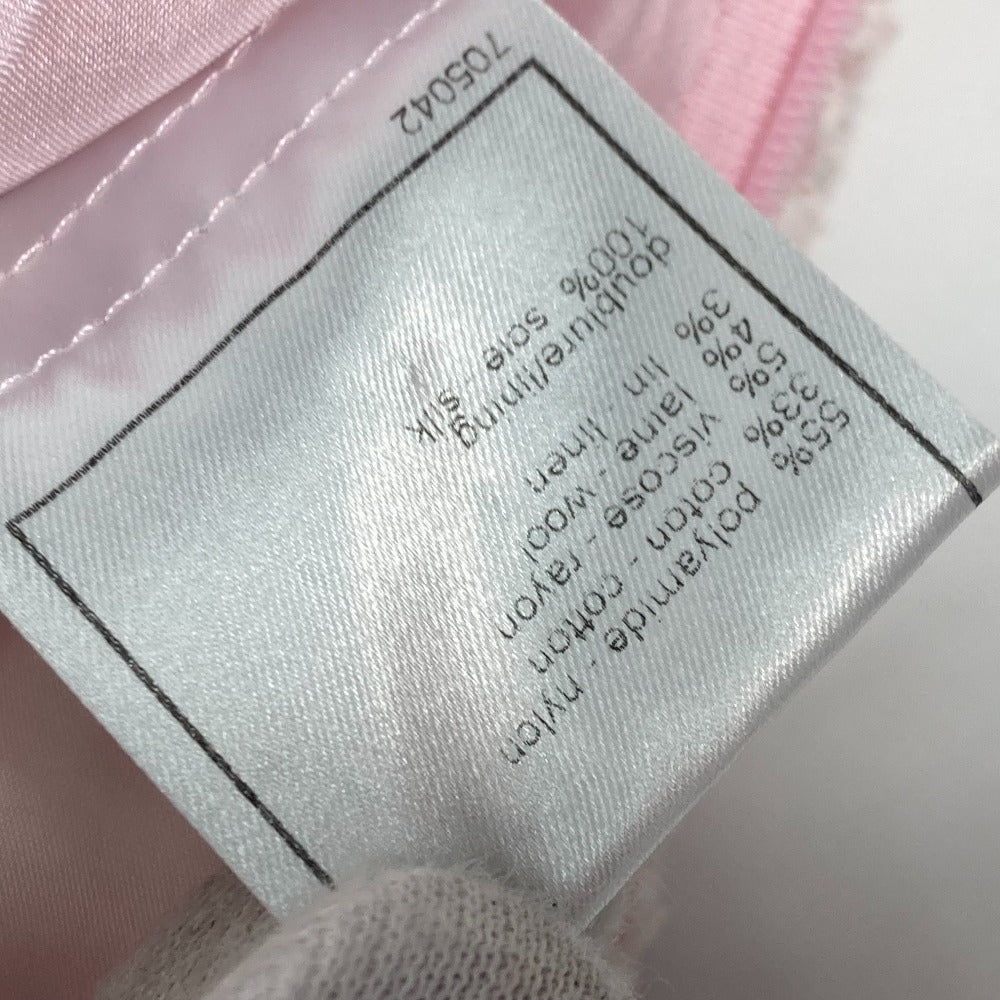 55% polyamide - nylon
33% coton - cotton
5% viscose - rayon
4% laine - wool
3% lin - linen
doublure/lining
100% soie - silk
705042